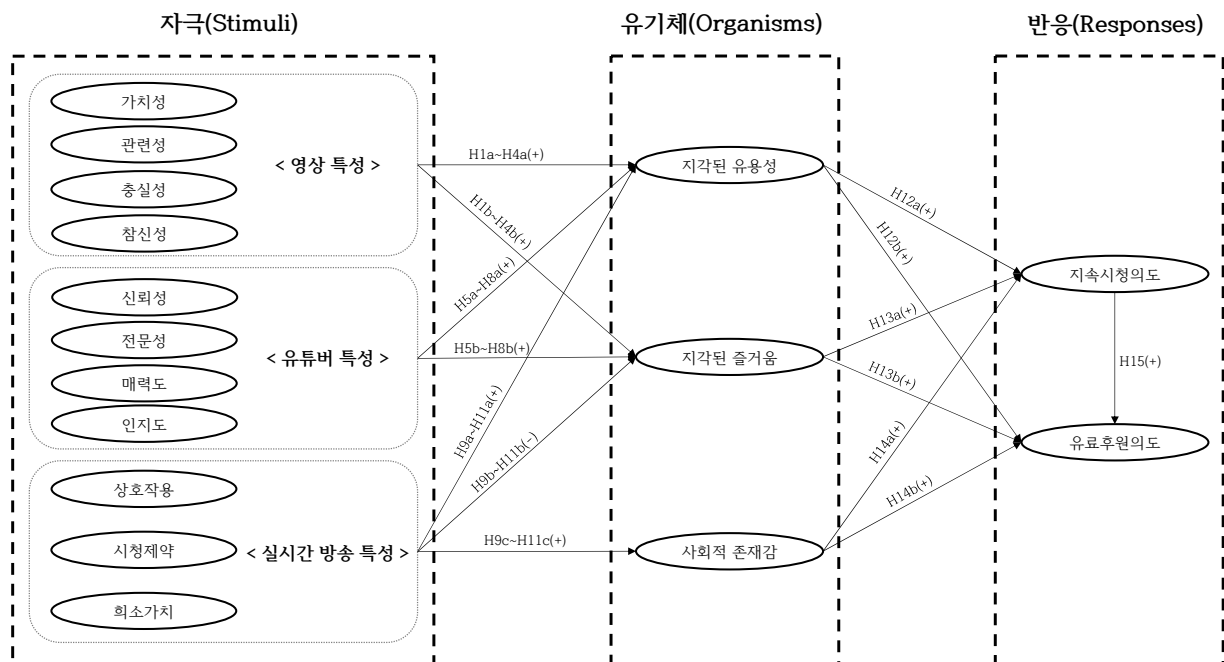 자극(Stimuli)
유기체(Organisms)
반응(Responses)
가치성
관련성
< 영상 특성 >
충실성
참신성
신뢰성
전문성
< 유튜버 특성 >
매력도
인지도
상호작용
시청제약
< 실시간 방송 특성 >
희소가치
H1a~H4a(+)
H1b~H4b(+)
H5a~H8a(+)
H5b~H8b(+)
H9a~H11a(+)
H9b~H11b(-)
H9c~H11c(+)
지각된 유용성
지각된 즐거움
사회적 존재감
H12a(+)
H12b(+)
H13a(+)
H13b(+)
H14a(+)
H14b(+)
지속시청의도
H15(+)
유료후원의도